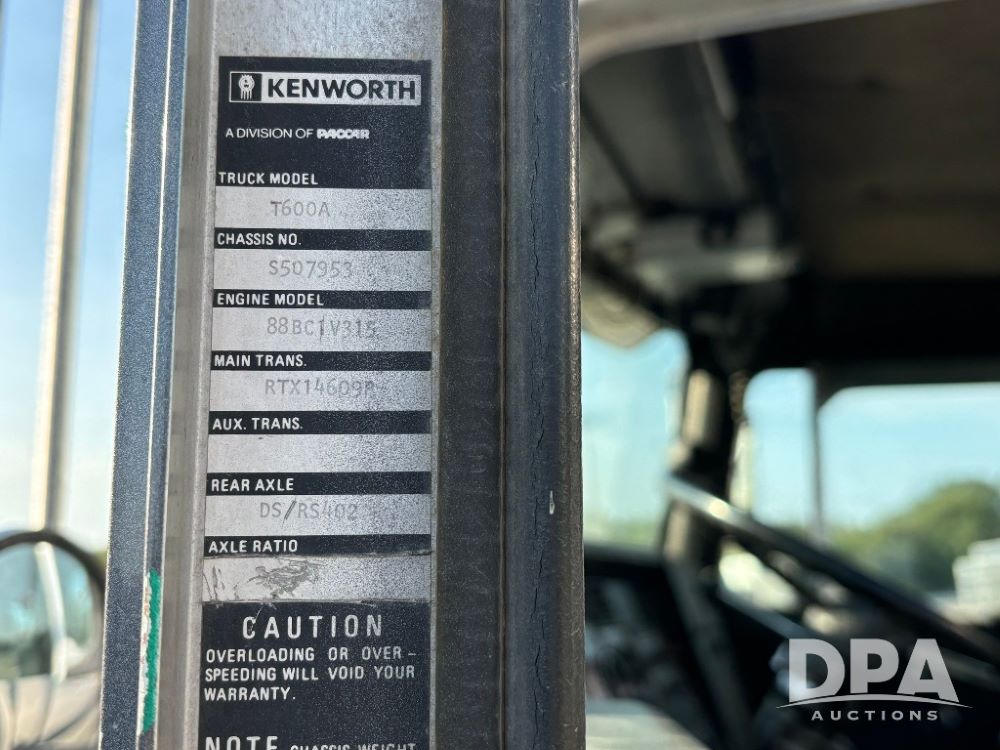 KENWORTH
A DIVISION OF PACCAR
TRUCK MODEL
T600A
CHASSIS NO.
S507953
ENGINE MODEL
88BC1V315
MAIN TRANS.
RTX14609P
AUX. TRANS.
REAR AXLE
DS/RS402
AXLE RATIO
CAUTION
OVERLOADING OR OVER-
SPEEDING WILL VOID YOUR
WARRANTY.
NOTE CHASSIS WEIGHT
DPA
AUCTIONS